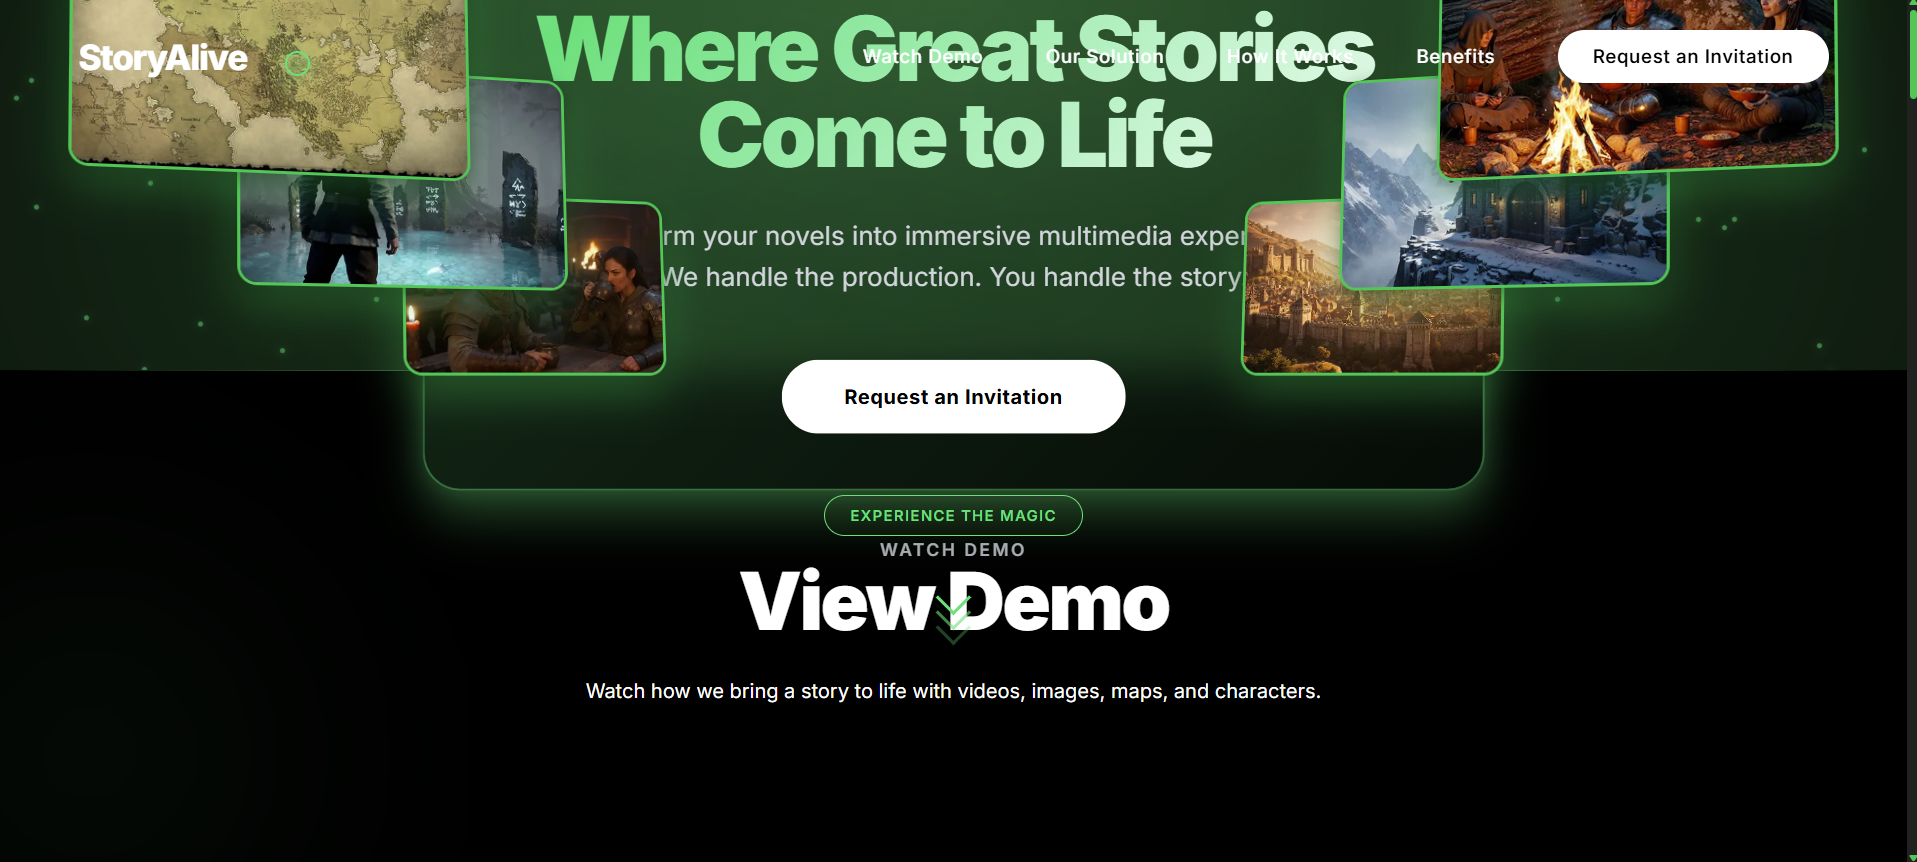 StoryAlive
Watch Demo
Our Solution
How It Works
Benefits
Request an Invitation
Where Great Stories
Come to Life
rm your novels into immersive multimedia exper
We handle the production. You handle the story
Request an Invitation
EXPERIENCE THE MAGIC
WATCH DEMO
View Demo
Watch how we bring a story to life with videos, images, maps, and characters.